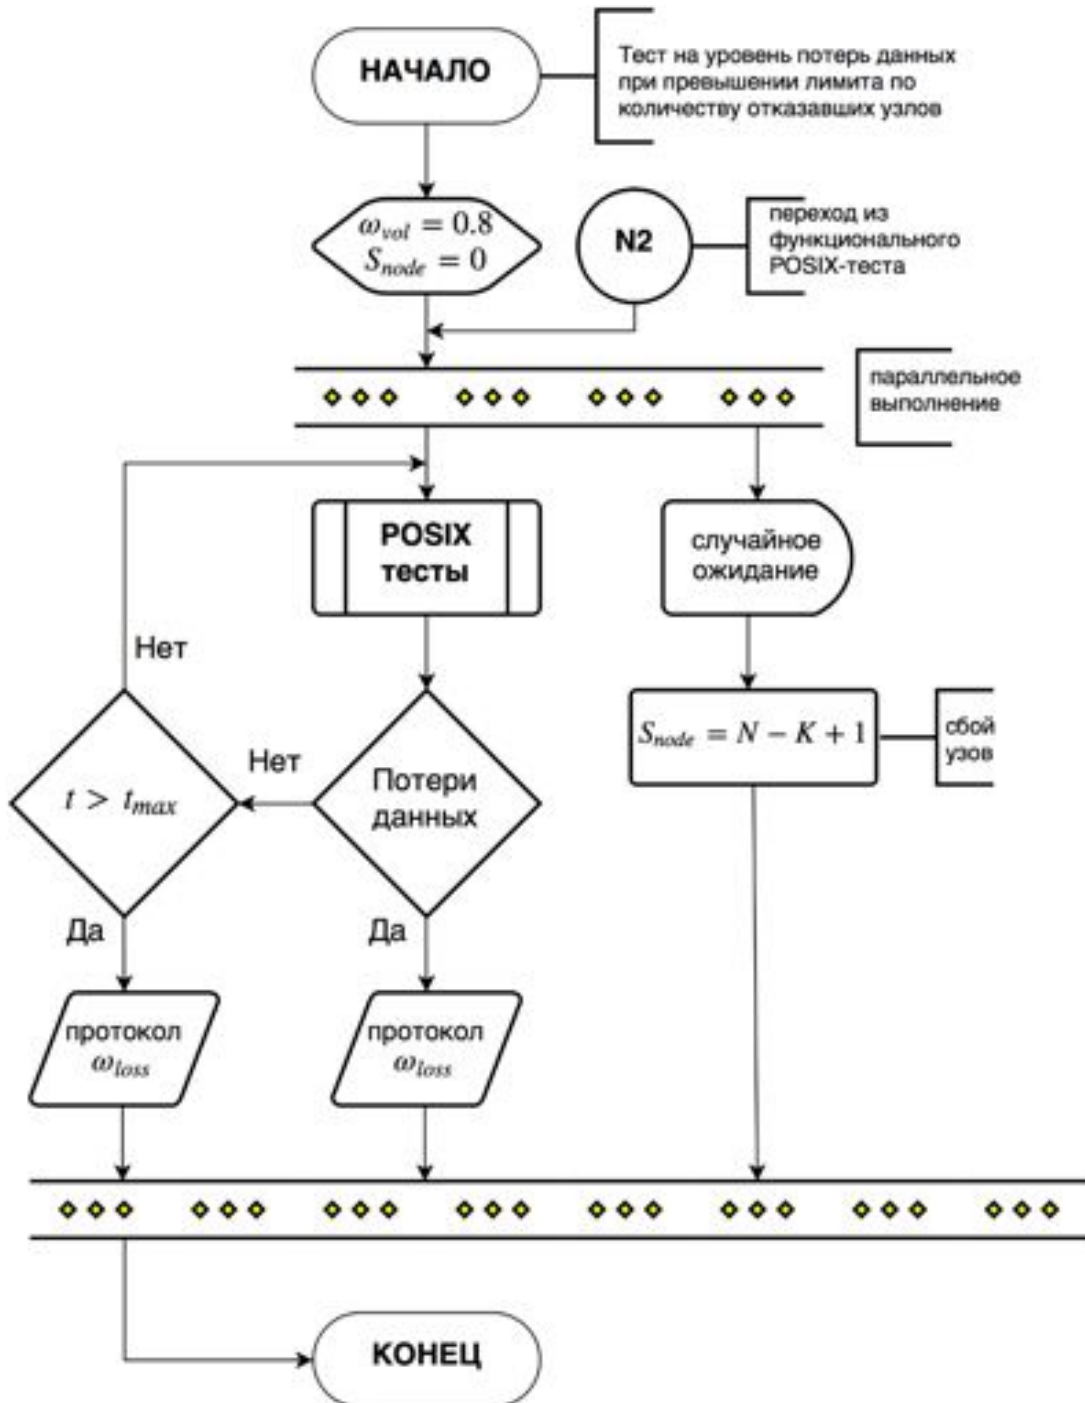 НАЧАЛО
Тест на уровень потерь данных
при превышении лимита по
количеству отказавших узлов
ω_vol = 0.8
S_node = 0
N2
переход из
функционального
POSIX-теста
параллельное
выполнение
POSIX
тесты
случайное
ожидание
Нет
S_node = N − K + 1
сбой
узов
Нет
t > t_max
Потери
данных
Да
Да
протокол
ω_loss
протокол
ω_loss
КОНЕЦ